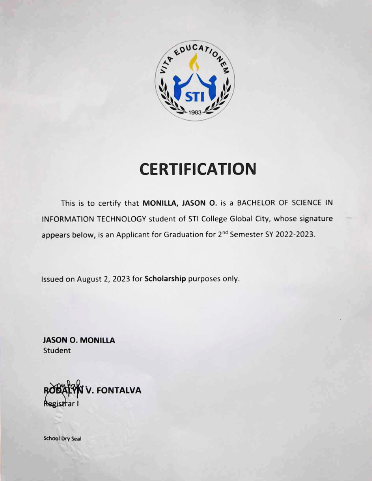 VITA EDUCATIONEM
STI
1983
CERTIFICATION
This is to certify that MONILLA, JASON O. is a BACHELOR OF SCIENCE IN
INFORMATION TECHNOLOGY student of STI College Global City, whose signature
appears below, is an Applicant for Graduation for 2nd Semester SY 2022-2023.
Issued on August 2, 2023 for Scholarship purposes only.
JASON O. MONILLA
Student
ROBALYN V. FONTALVA
Registrar I
School Dry Seal